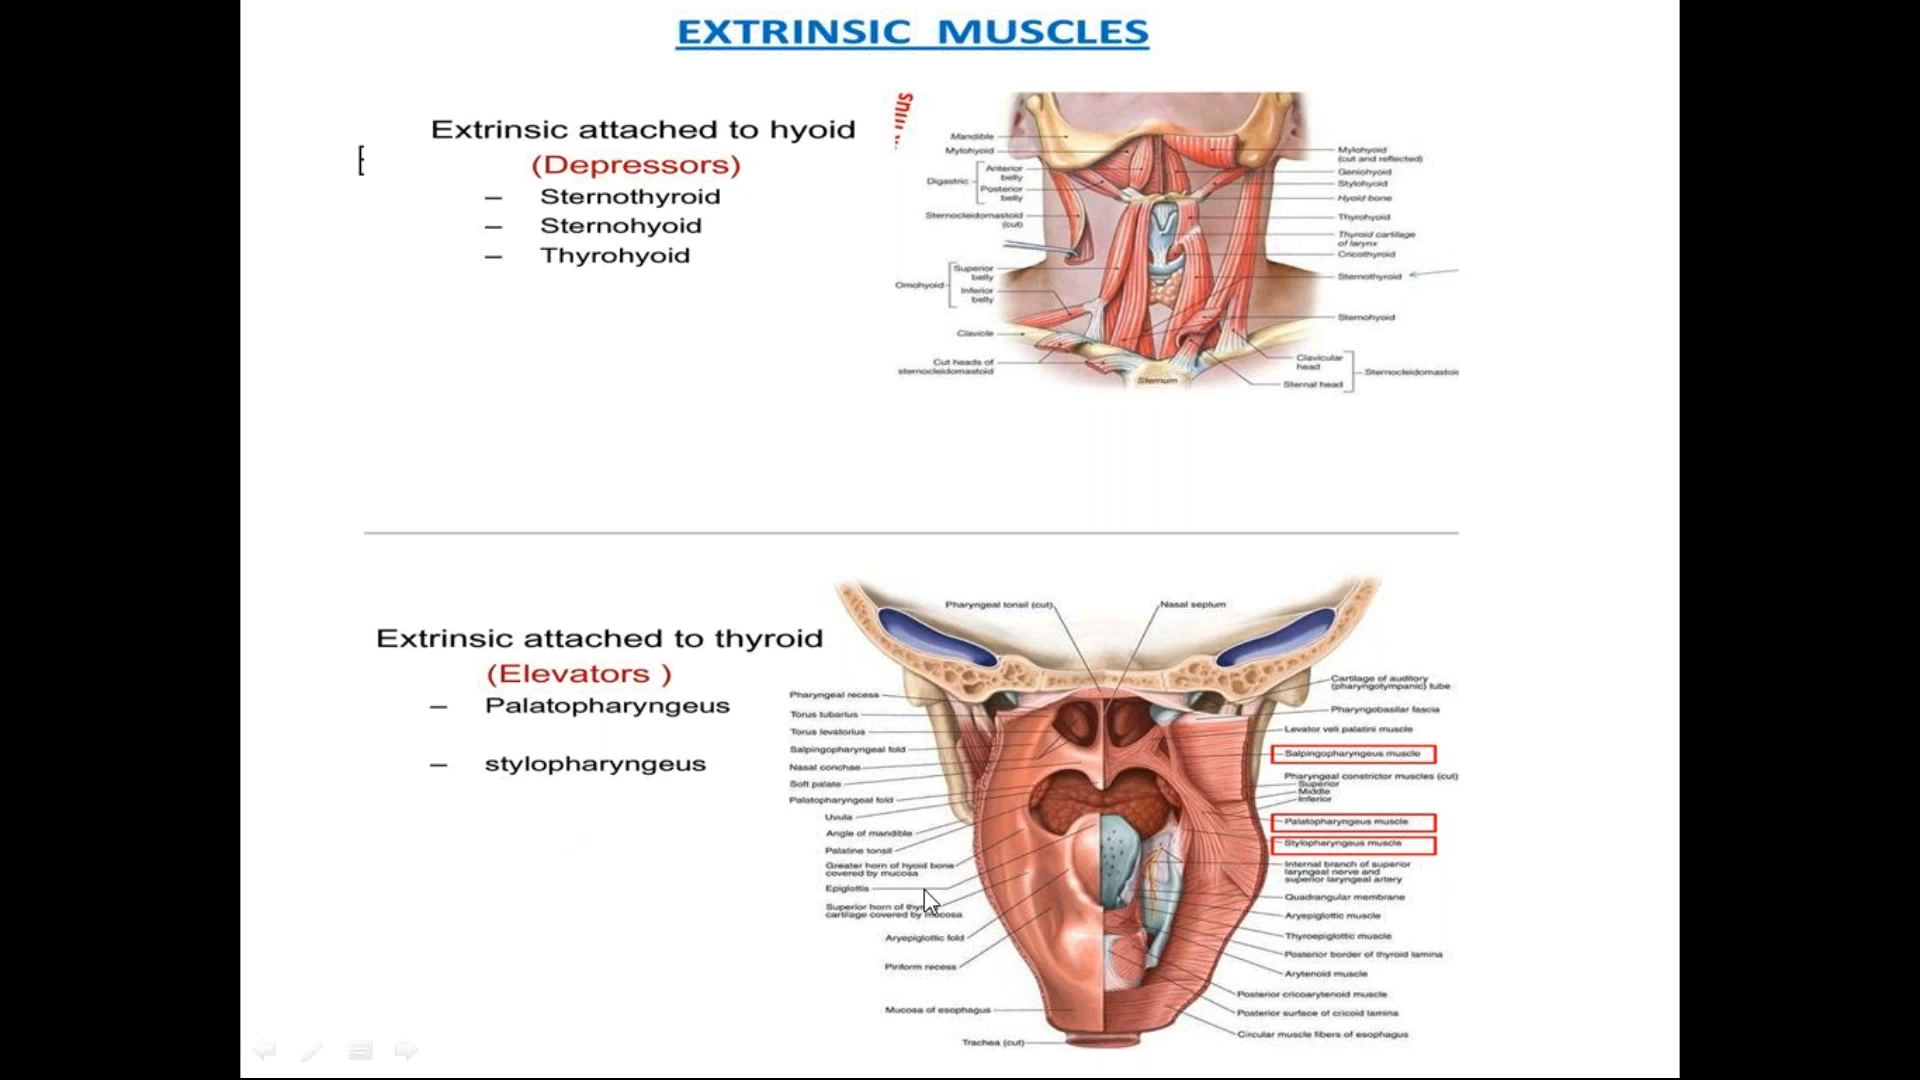 EXTRINSIC MUSCLES
Extrinsic attached to hyoid
(Depressors)
– Sternothyroid
– Sternohyoid
– Thyrohyoid
Mandible
Mylohyoid
Anterior
belly
Digastric
Posterior
belly
Sternocleidomastoid
(cut)
Superior
belly
Omohyoid
Inferior
belly
Clavicle
Cut heads of
sternocleidomastoid
Sternum
Mylohyoid
(cut and reflected)
Geniohyoid
Stylohyoid
Hyoid bone
Thyrohyoid
Thyroid cartilage
of larynx
Cricothyroid
Sternothyroid
Sternohyoid
Clavicular
head
Sternal head
Extrinsic attached to thyroid
(Elevators )
– Palatopharyngeus
– stylopharyngeus
Pharyngeal tonsil (cut)
Nasal septum
Pharyngeal recess
Torus tubarius
Torus levatorius
Salpingopharyngeal fold
Nasal conchae
Soft palate
Palatopharyngeal fold
Uvula
Angle of mandible
Palatine tonsil
Greater horn of hyoid bone
covered by mucosa
Epiglottis
Superior horn of
cartilage covered by mucosa
Aryepiglottic fold
Piriform recess
Mucosa of esophagus
Trachea (cut)
Cartilage of auditory
(pharyngotympanic) tube
Pharyngobasilar fascia
Levator veli palatini muscle
Salpingopharyngeus muscle
Pharyngeal constrictor muscles (cut)
Superior
Middle
Inferior
Palatopharyngeus muscle
Stylopharyngeus muscle
Internal branch of superior
laryngeal nerve and
superior laryngeal artery
Quadrangular membrane
Aryepiglottic muscle
Thyroepiglottic muscle
Posterior border of thyroid lamina
Arytenoid muscle
Posterior cricoarytenoid muscle
Posterior surface of cricoid lamina
Circular muscle fibers of esophagus